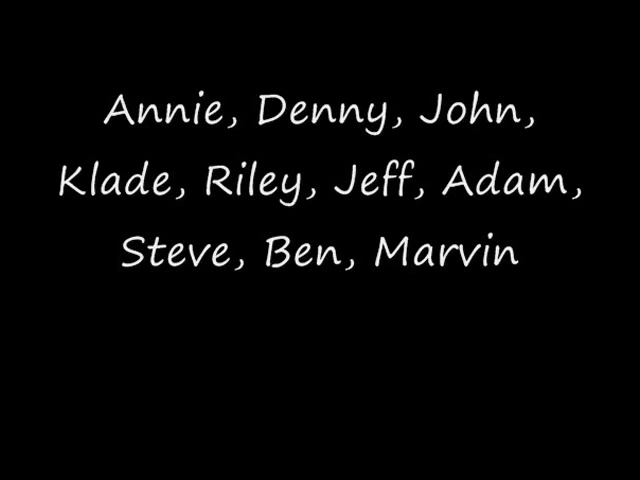 Annie, Denny, John,
Klade, Riley, Jeff, Adam,
Steve, Ben, Marvin